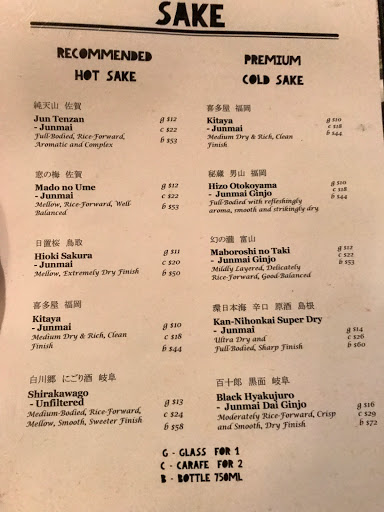 SAKE
RECOMMENDED
HOT SAKE
純天山 佐賀
Jun Tenzan
- Junmai
Full-Bodied, Rice-Forward,
Aromatic and Complex
g $12
c $22
b $53
窓の梅 佐賀
Mado no Ume
- Junmai
Mellow, Rice-Forward, Well-
Balanced
g $12
c $22
b $53
日置桜 鳥取
Hioki Sakura
- Junmai
Mellow, Extremely Dry Finish
g $11
c $20
b $50
喜多屋 福岡
Kitaya
- Junmai
Medium Dry & Rich, Clean
Finish
g $10
c $18
b $44
白川郷 にごり酒 岐阜
Shirakawago
- Unfiltered
Medium-Bodied, Rice-Forward,
Mellow, Smooth, Sweeter Finish
g $13
c $24
b $58
PREMIUM
COLD SAKE
喜多屋 福岡
Kitaya
- Junmai
Medium Dry & Rich, Clean
Finish
g $10
c $18
b $44
秘蔵 男山 福岡
Hizo Otokoyama
- Junmai Ginjo
Full-Bodied with refleshingly
aroma, smooth and strikingly dry
g $10
c $18
b $44
幻の瀧 富山
Maboroshi no Taki
- Junmai Ginjo
Mildly Layered, Delicately
Rice-Forward, Good-Balanced
g $12
c $22
b $53
環日本海 辛口 原酒 島根
Kan-Nihonkai Super Dry
- Junmai
Ultra Dry and
Full-Bodied, Sharp Finish
g $14
c $26
b $60
百十郎 黒面 岐阜
Black Hyakujuro
- Junmai Dai Ginjo
Moderately Rice-Forward, Crisp
and Smooth, Dry Finish
g $16
c $29
b $72
G - GLASS FOR 1
C - CARAFE FOR 2
B - BOTTLE 750ML